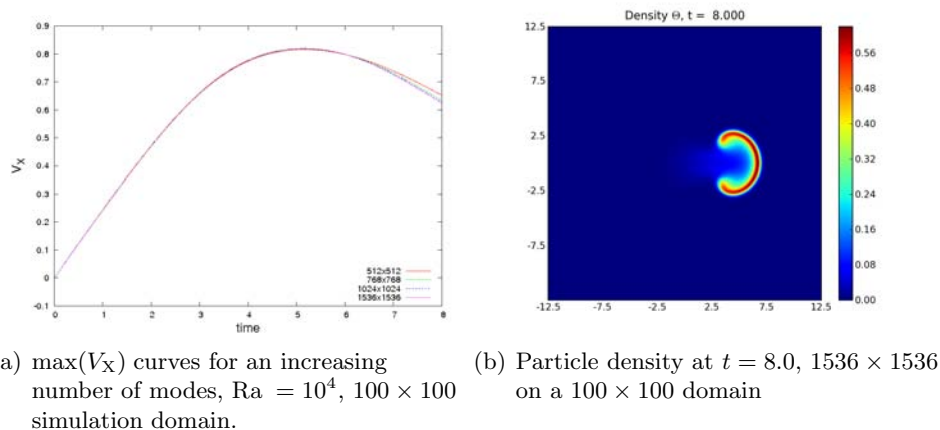 0.9
0.8
0.7
0.6
0.5
0.4
0.3
0.2
0.1
0
-0.1
V_X
0 1 2 3 4 5 6 7 8
time
512x512
768x768
1024x1024
1536x1536
Density Θ, t = 8.000
12.5
7.5
2.5
-2.5
-7.5
-12.5 -7.5 -2.5 2.5 7.5 12.5
0.56
0.48
0.40
0.32
0.24
0.16
0.08
0.00
a) max(V_X) curves for an increasing
number of modes, Ra = 10⁴, 100 × 100
simulation domain.
(b) Particle density at t = 8.0, 1536 × 1536
on a 100 × 100 domain